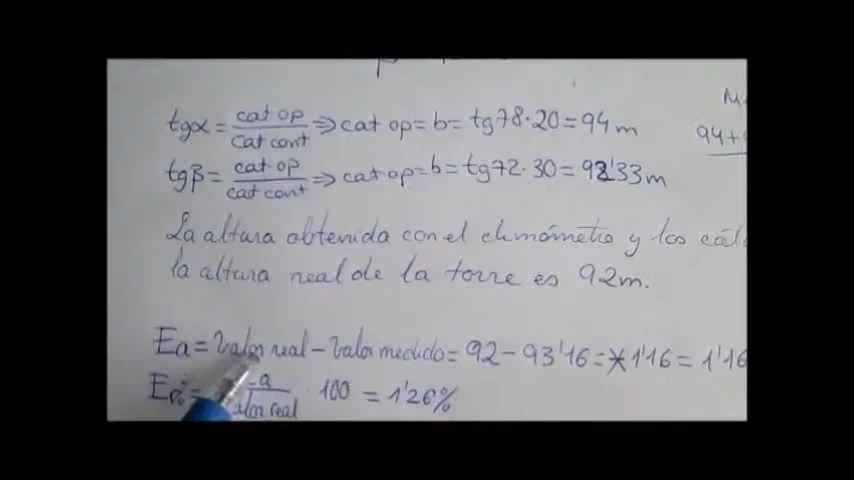 tgα = cat op / cat cont ⇒ cat op = b = tg78·20 = 94m
94+
tgβ = cat op / cat cont ⇒ cat op = b = tg72·30 = 92'33m
La altura obtenida con el clinómetro y los cál
la altura real de la torre es 92m.
Ea = Valor real - Valor medido = 92 - 93'16 = 1'16 = 1'16
a / valor real · 100 = 1'26%